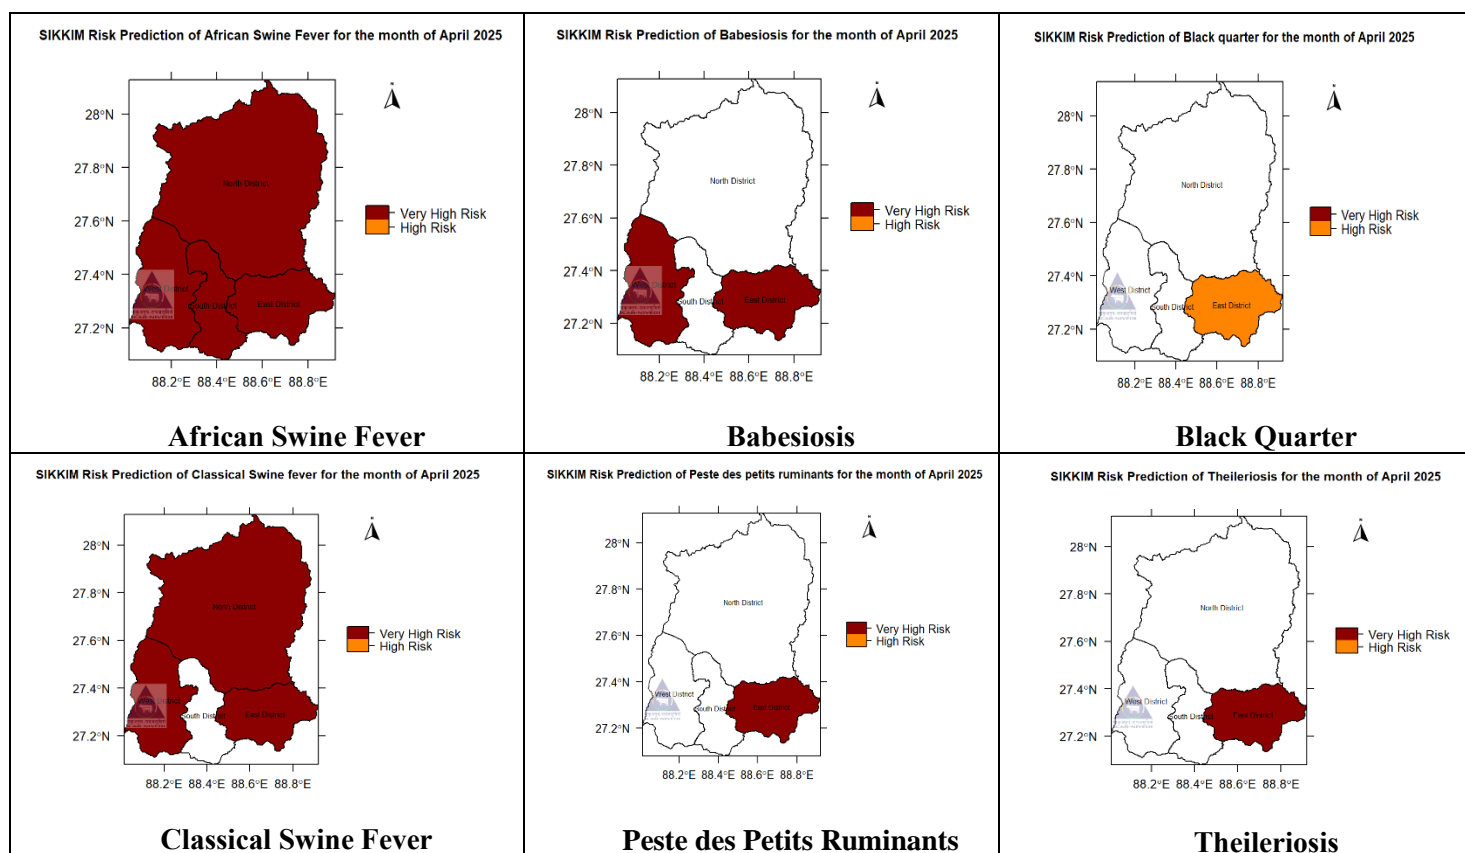 SIKKIM Risk Prediction of African Swine Fever for the month of April 2025
28°N
27.8°N
27.6°N
27.4°N
27.2°N
North District
West District
South District
East District
Very High Risk
High Risk
88.2°E 88.4°E 88.6°E 88.8°E
African Swine Fever
SIKKIM Risk Prediction of Babesiosis for the month of April 2025
28°N
27.8°N
27.6°N
27.4°N
27.2°N
North District
West District
South District
East District
Very High Risk
High Risk
88.2°E 88.4°E 88.6°E 88.8°E
Babesiosis
SIKKIM Risk Prediction of Black quarter for the month of April 2025
28°N
27.8°N
27.6°N
27.4°N
27.2°N
North District
West District
South District
East District
Very High Risk
High Risk
88.2°E 88.4°E 88.6°E 88.8°E
Black Quarter
SIKKIM Risk Prediction of Classical Swine fever for the month of April 2025
28°N
27.8°N
27.6°N
27.4°N
27.2°N
North District
West District
South District
East District
Very High Risk
High Risk
88.2°E 88.4°E 88.6°E 88.8°E
Classical Swine Fever
SIKKIM Risk Prediction of Peste des petits ruminants for the month of April 2025
28°N
27.8°N
27.6°N
27.4°N
27.2°N
North District
West District
South District
East District
Very High Risk
High Risk
88.2°E 88.4°E 88.6°E 88.8°E
Peste des Petits Ruminants
SIKKIM Risk Prediction of Theileriosis for the month of April 2025
28°N
27.8°N
27.6°N
27.4°N
27.2°N
North District
West District
South District
East District
Very High Risk
High Risk
88.2°E 88.4°E 88.6°E 88.8°E
Theileriosis